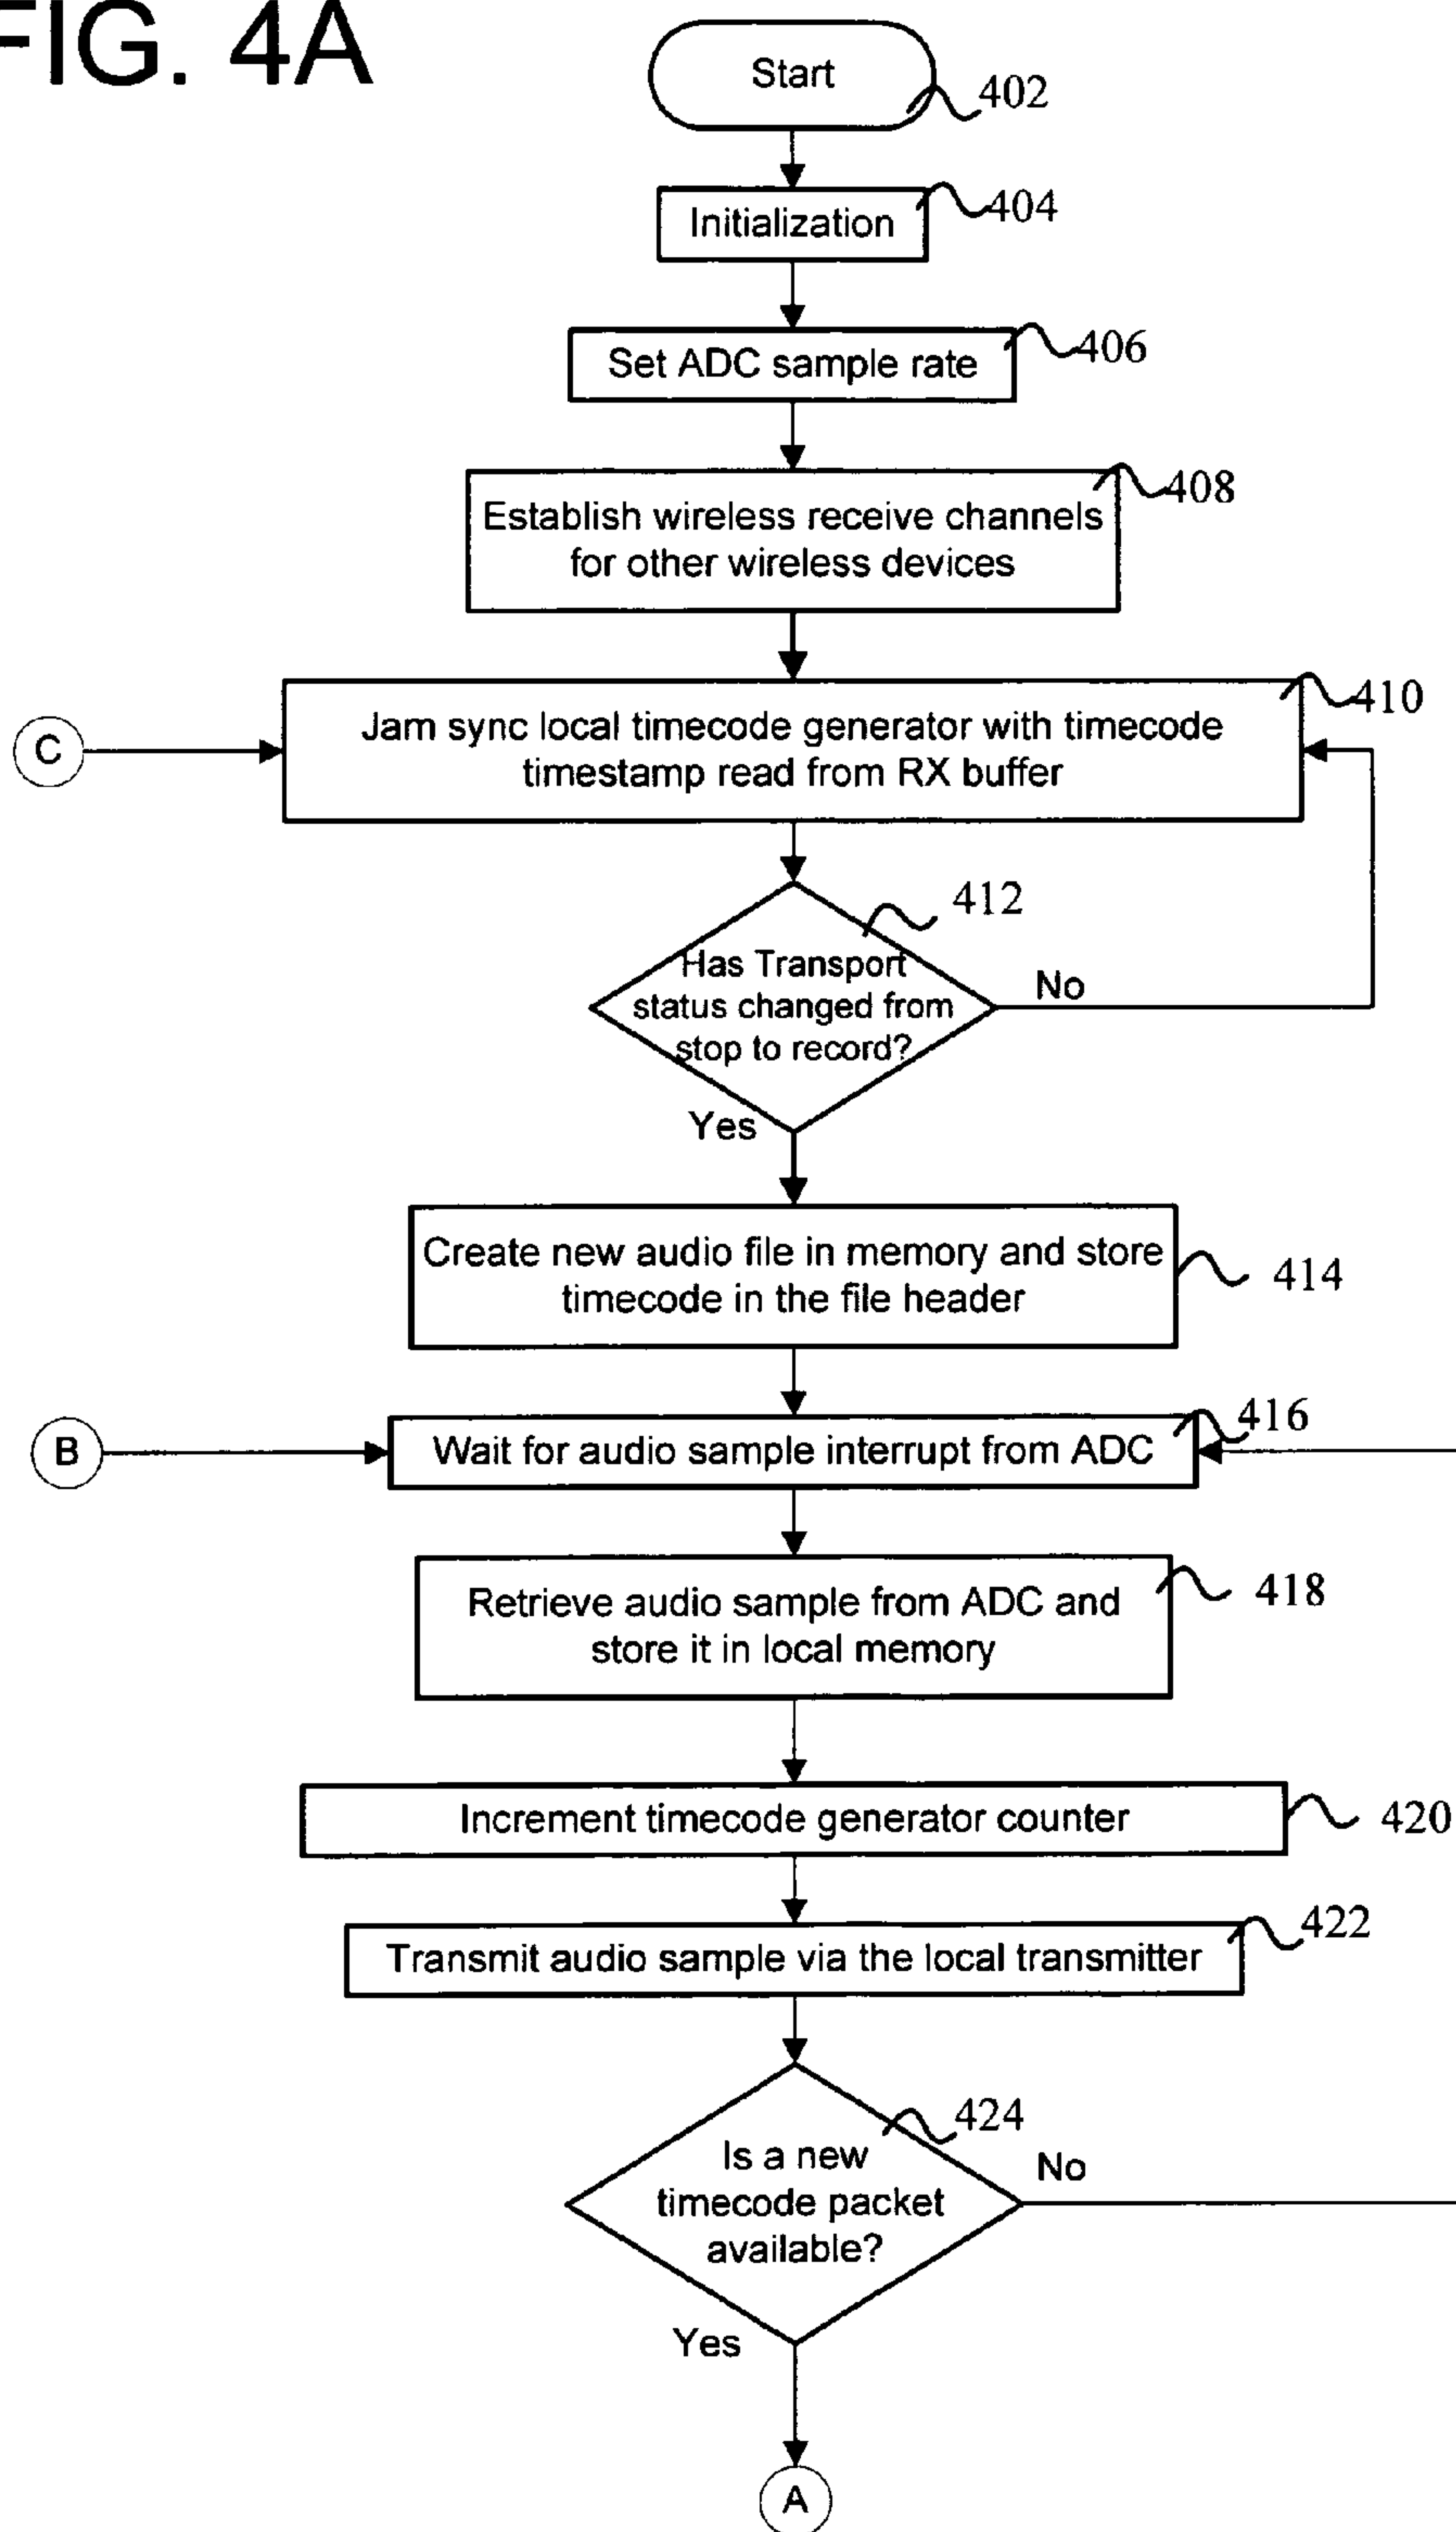 FIG. 4A
Start
402
Initialization
404
Set ADC sample rate
406
Establish wireless receive channels
for other wireless devices
408
C
Jam sync local timecode generator with timecode
timestamp read from RX buffer
410
412
Has Transport
status changed from
stop to record?
No
Yes
Create new audio file in memory and store
timecode in the file header
414
B
Wait for audio sample interrupt from ADC
416
Retrieve audio sample from ADC and
store it in local memory
418
Increment timecode generator counter
420
Transmit audio sample via the local transmitter
422
424
Is a new
timecode packet
available?
No
Yes
A